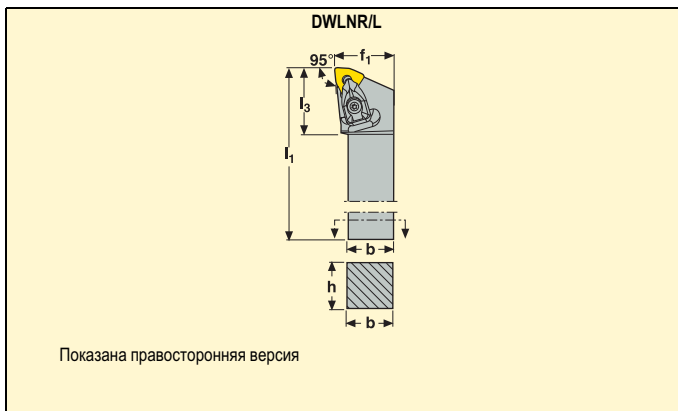 DWLNR/L
95°
f₁
l₃
l₁
b
h
b
Показана правосторонняя версия